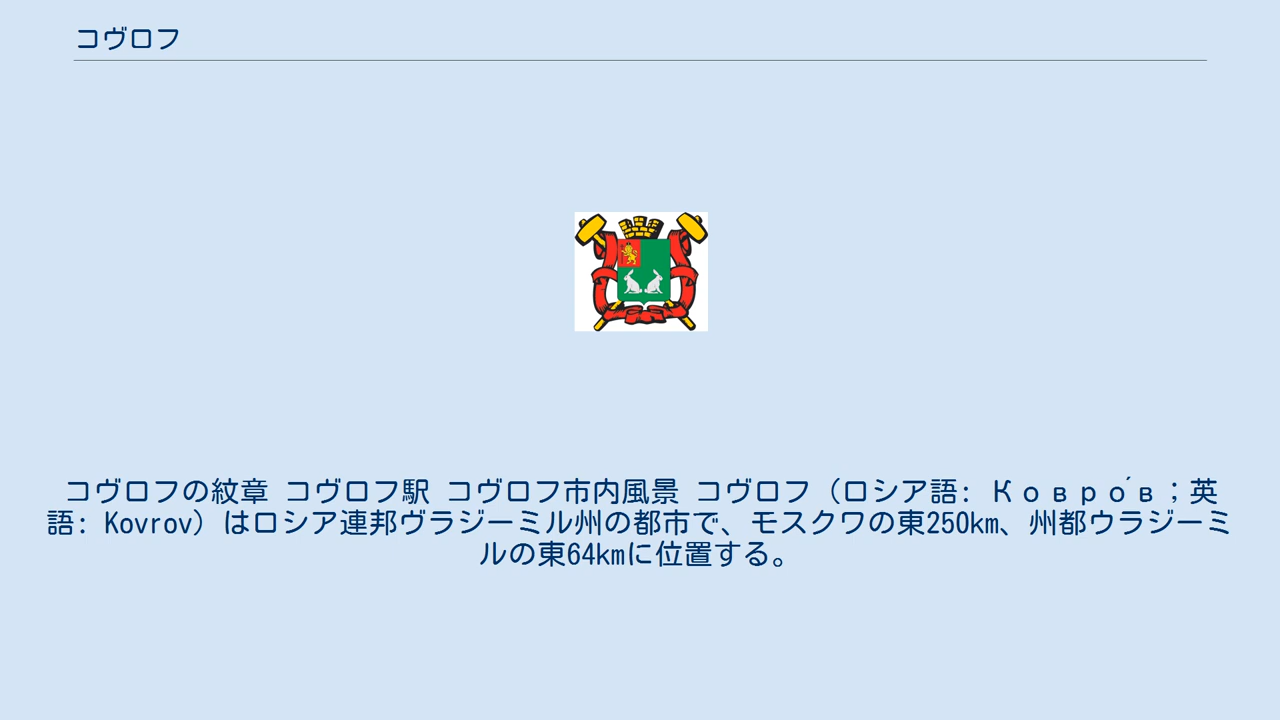 コヴロフ
コヴロフの紋章 コヴロフ駅 コヴロフ市内風景 コヴロフ（ロシア語: Ковро́в；英
語: Kovrov）はロシア連邦ヴラジーミル州の都市で、モスクワの東250km、州都ウラジーミ
ルの東64kmに位置する。